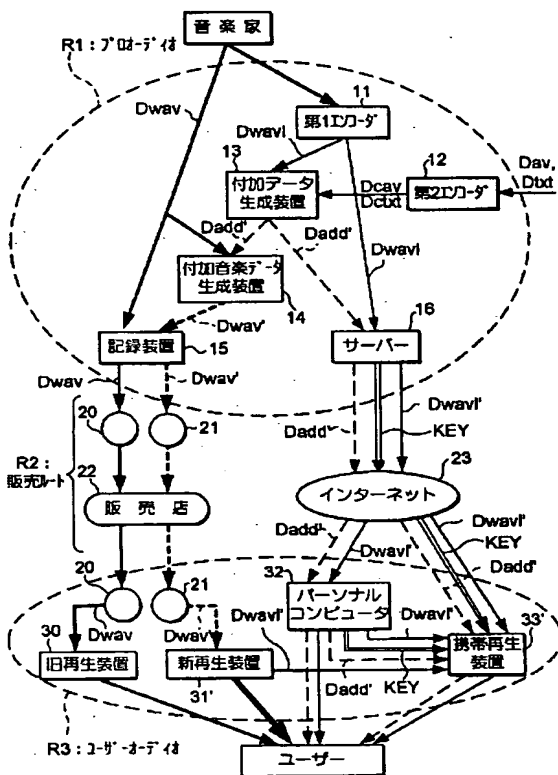 音楽家
R1:プロオーディオ
Dwav
11
第1エンコーダ
Dwavl
13
12
付加データ
生成装置
Dcav
Dctxt
第2エンコーダ
Dav,
Dtxt
Dadd'
Dadd'
Dwavl
付加音楽データ
生成装置
14
Dwav'
16
記録装置
15
サーバー
Dwav
Dwav'
20
21
Dadd'
Dwavl'
KEY
R2:
販売ルート
22
23
販売店
インターネット
Dadd'
Dwavl'
Dwavl'
KEY
Dadd'
20
21
32
パーソナル
コンピュータ
Dwav
Dwav'
Dwavl'
Dwavl'
30
33'
旧再生装置
新再生装置
31'
携帯再生
装置
Dadd'
KEY
R3:ユーザーオーディオ
ユーザー